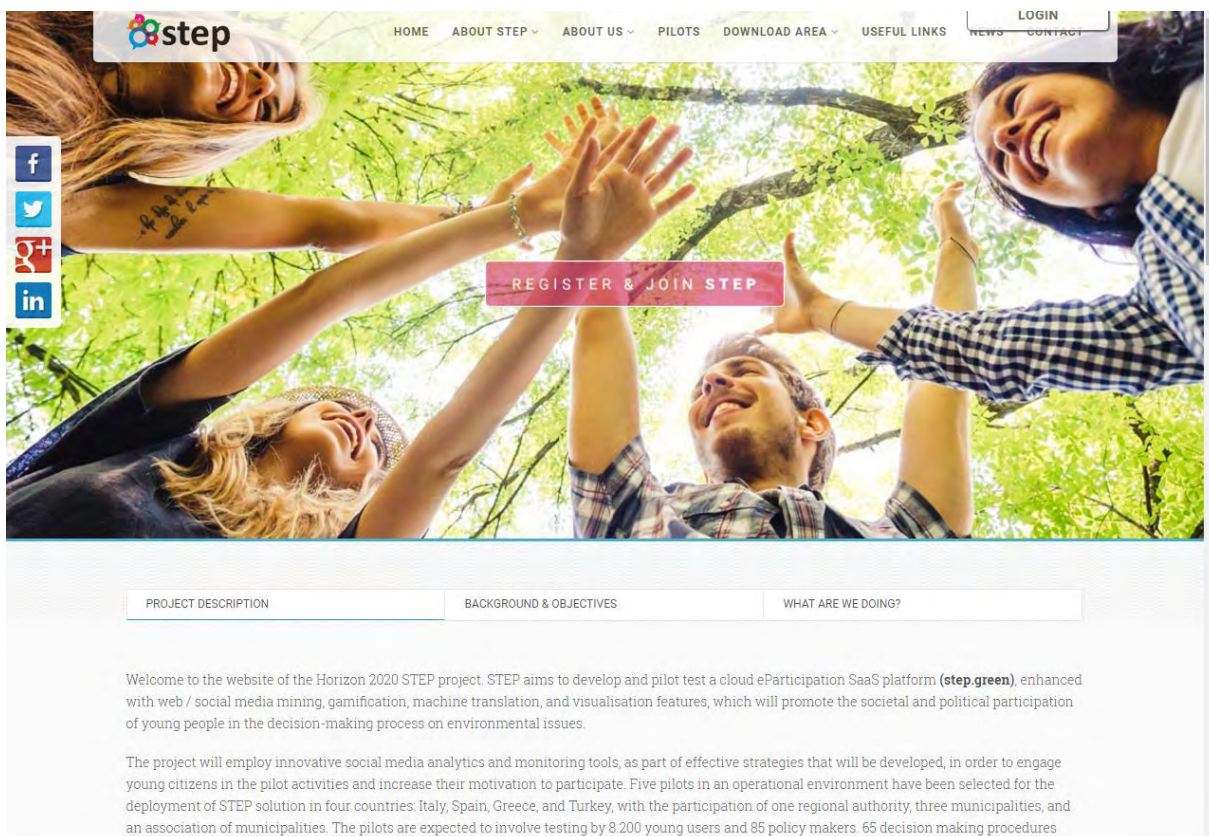 step
LOGIN
HOME ABOUT STEP ABOUT US PILOTS DOWNLOAD AREA USEFUL LINKS NEWS CONTACT
f
g+
in
REGISTER & JOIN STEP
PROJECT DESCRIPTION BACKGROUND & OBJECTIVES WHAT ARE WE DOING?
Welcome to the website of the Horizon 2020 STEP project. STEP aims to develop and pilot test a cloud eParticipation SaaS platform (step.green), enhanced
with web / social media mining, gamification, machine translation, and visualisation features, which will promote the societal and political participation
of young people in the decision-making process on environmental issues.
The project will employ innovative social media analytics and monitoring tools, as part of effective strategies that will be developed, in order to engage
young citizens in the pilot activities and increase their motivation to participate. Five pilots in an operational environment have been selected for the
deployment of STEP solution in four countries: Italy, Spain, Greece, and Turkey, with the participation of one regional authority, three municipalities, and
an association of municipalities. The pilots are expected to involve testing by 8.200 young users and 85 policy makers. 65 decision making procedures